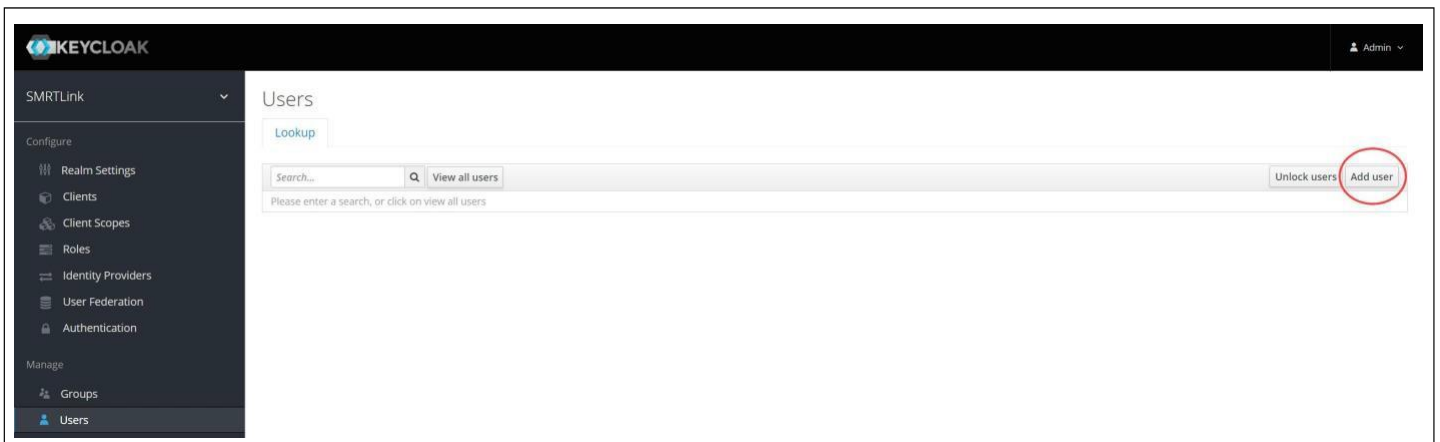 KEYCLOAK
Admin
SMRTLink
Configure
Realm Settings
Clients
Client Scopes
Roles
Identity Providers
User Federation
Authentication
Manage
Groups
Users
Users
Lookup
Search...
View all users
Unlock users
Add user
Please enter a search, or click on view all users